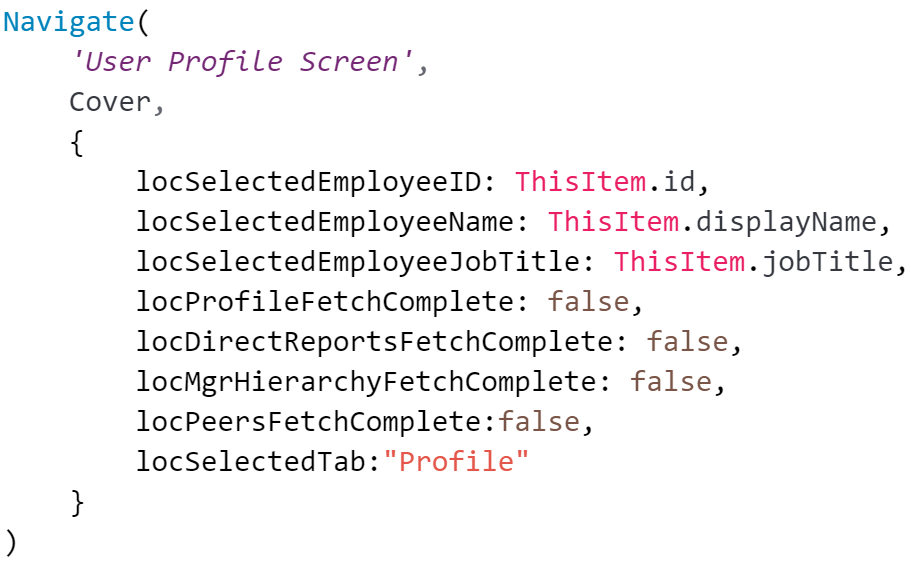 Navigate(
'User Profile Screen',
Cover,
{
locSelectedEmployeeID: ThisItem.id,
locSelectedEmployeeName: ThisItem.displayName,
locSelectedEmployeeJobTitle: ThisItem.jobTitle,
locProfileFetchComplete: false,
locDirectReportsFetchComplete: false,
locMgrHierarchyFetchComplete: false,
locPeersFetchComplete:false,
locSelectedTab:"Profile"
}
)